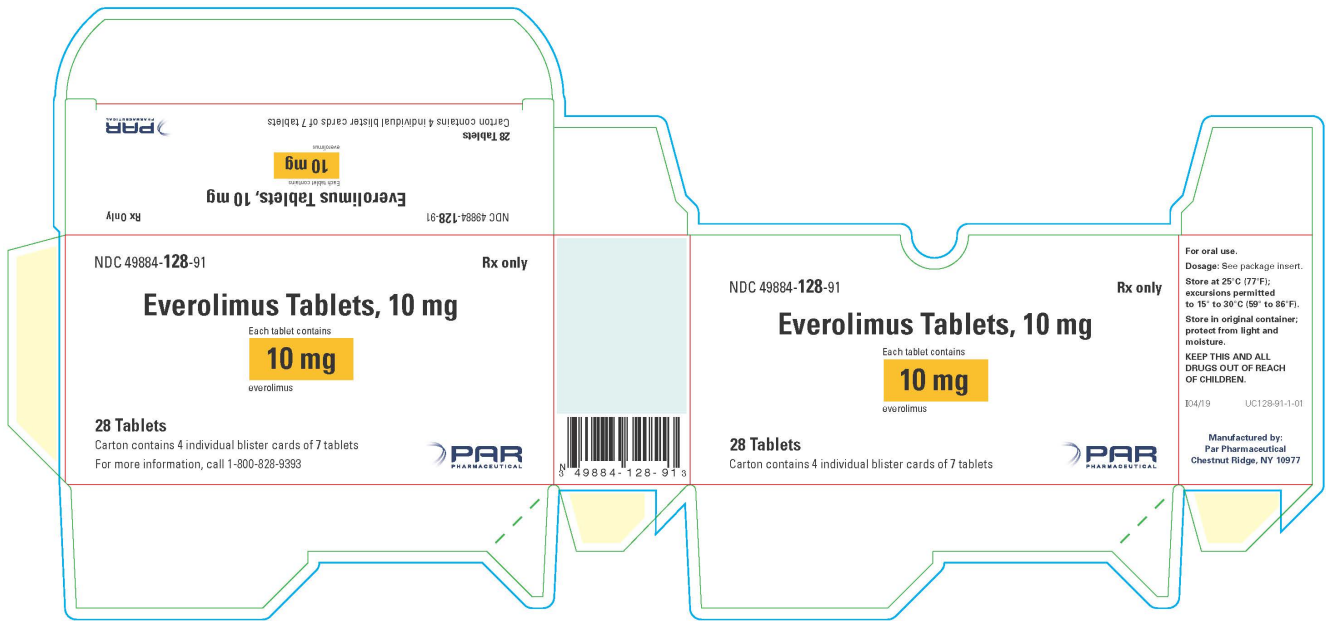 PAR
PHARMACEUTICAL
Carton contains 4 individual blister cards of 7 tablets
28 Tablets
everolimus
10 mg
Each tablet contains
Everolimus Tablets, 10 mg
Rx Only
NDC 49884-128-91
NDC 49884-128-91
Rx only
Everolimus Tablets, 10 mg
Each tablet contains
10 mg
everolimus
28 Tablets
Carton contains 4 individual blister cards of 7 tablets
For more information, call 1-800-828-9393
PAR
PHARMACEUTICAL
N
3 49884-128-91 3
NDC 49884-128-91
Rx only
Everolimus Tablets, 10 mg
Each tablet contains
10 mg
everolimus
28 Tablets
Carton contains 4 individual blister cards of 7 tablets
PAR
PHARMACEUTICAL
For oral use.
Dosage: See package insert.
Store at 25°C (77°F);
excursions permitted
to 15° to 30°C (59° to 86°F).
Store in original container;
protect from light and
moisture.
KEEP THIS AND ALL
DRUGS OUT OF REACH
OF CHILDREN.
I04/19 UC128-91-1-01
Manufactured by:
Par Pharmaceutical
Chestnut Ridge, NY 10977